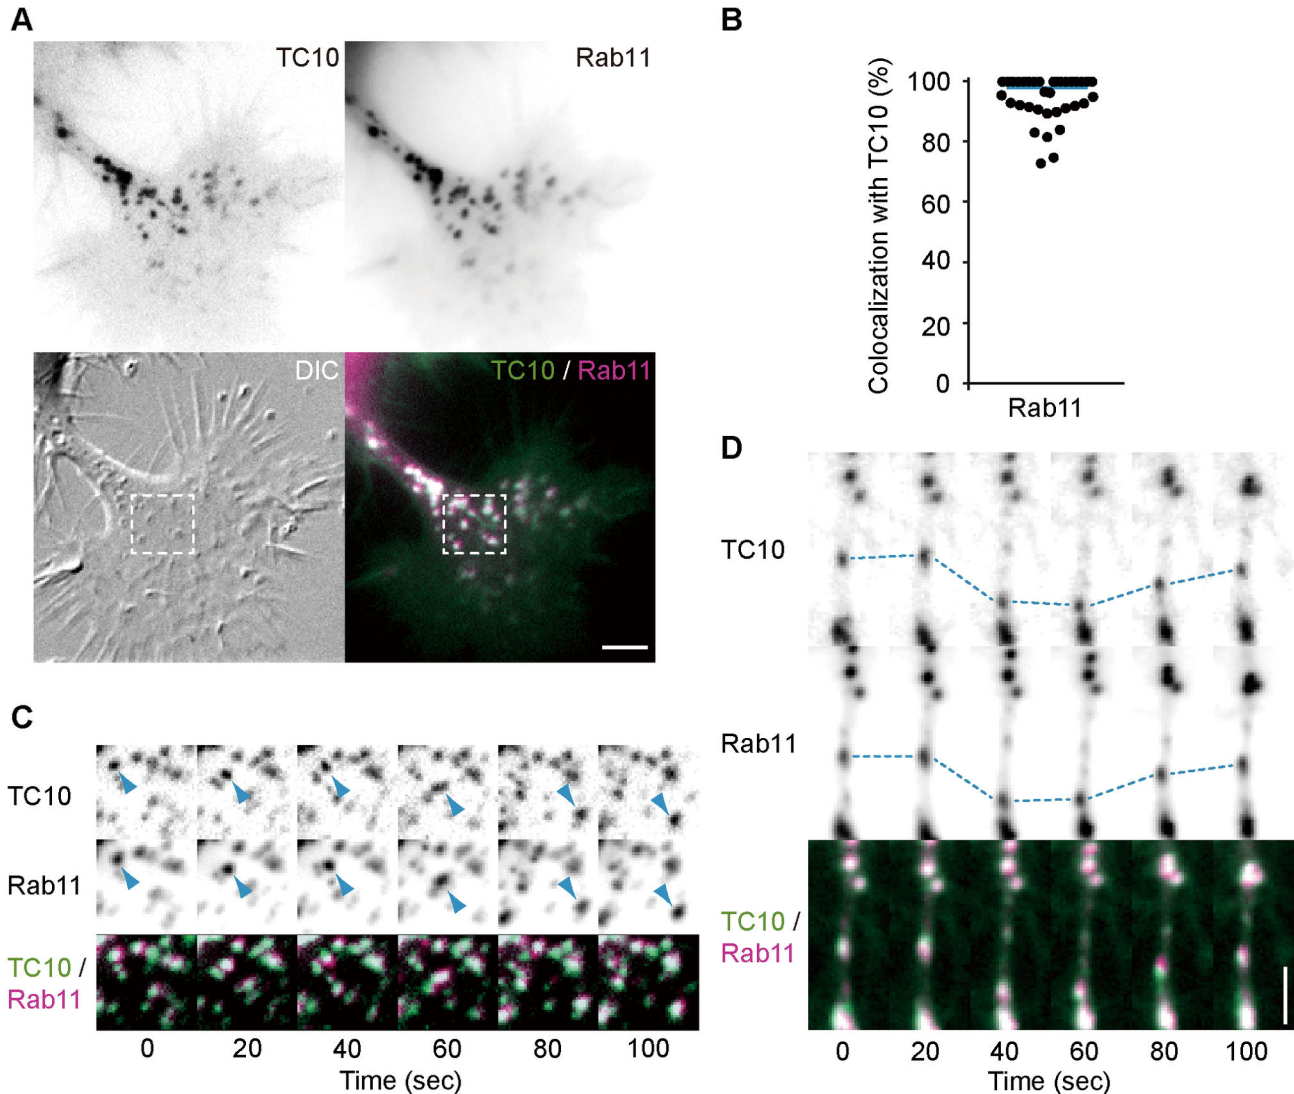 A
TC10
Rab11
DIC
TC10 / Rab11
B
Colocalization with TC10 (%)
100
80
60
40
20
0
Rab11
C
TC10
Rab11
TC10 /
Rab11
0 20 40 60 80 100
Time (sec)
D
TC10
Rab11
TC10 /
Rab11
0 20 40 60 80 100
Time (sec)